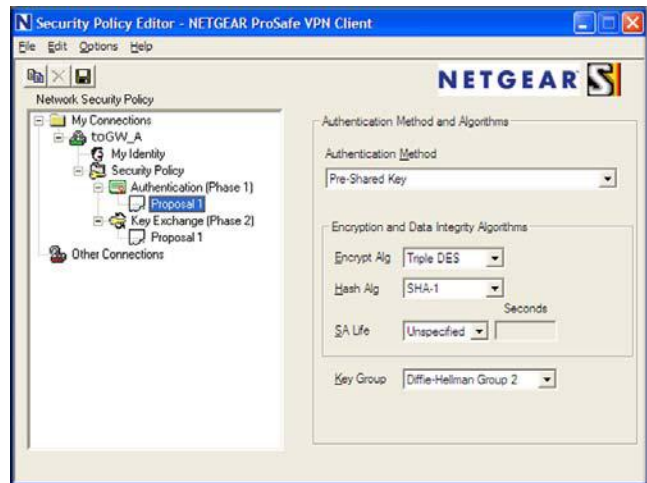 N Security Policy Editor - NETGEAR ProSafe VPN Client
File Edit Options Help
NETGEAR
Network Security Policy
My Connections
toGW_A
My Identity
Security Policy
Authentication (Phase 1)
Proposal 1
Key Exchange (Phase 2)
Proposal 1
Other Connections
Authentication Method and Algorithms
Authentication Method
Pre-Shared Key
Encryption and Data Integrity Algorithms
Encrypt Alg Triple DES
Hash Alg SHA-1
Seconds
SA Life Unspecified
Key Group Diffie-Hellman Group 2